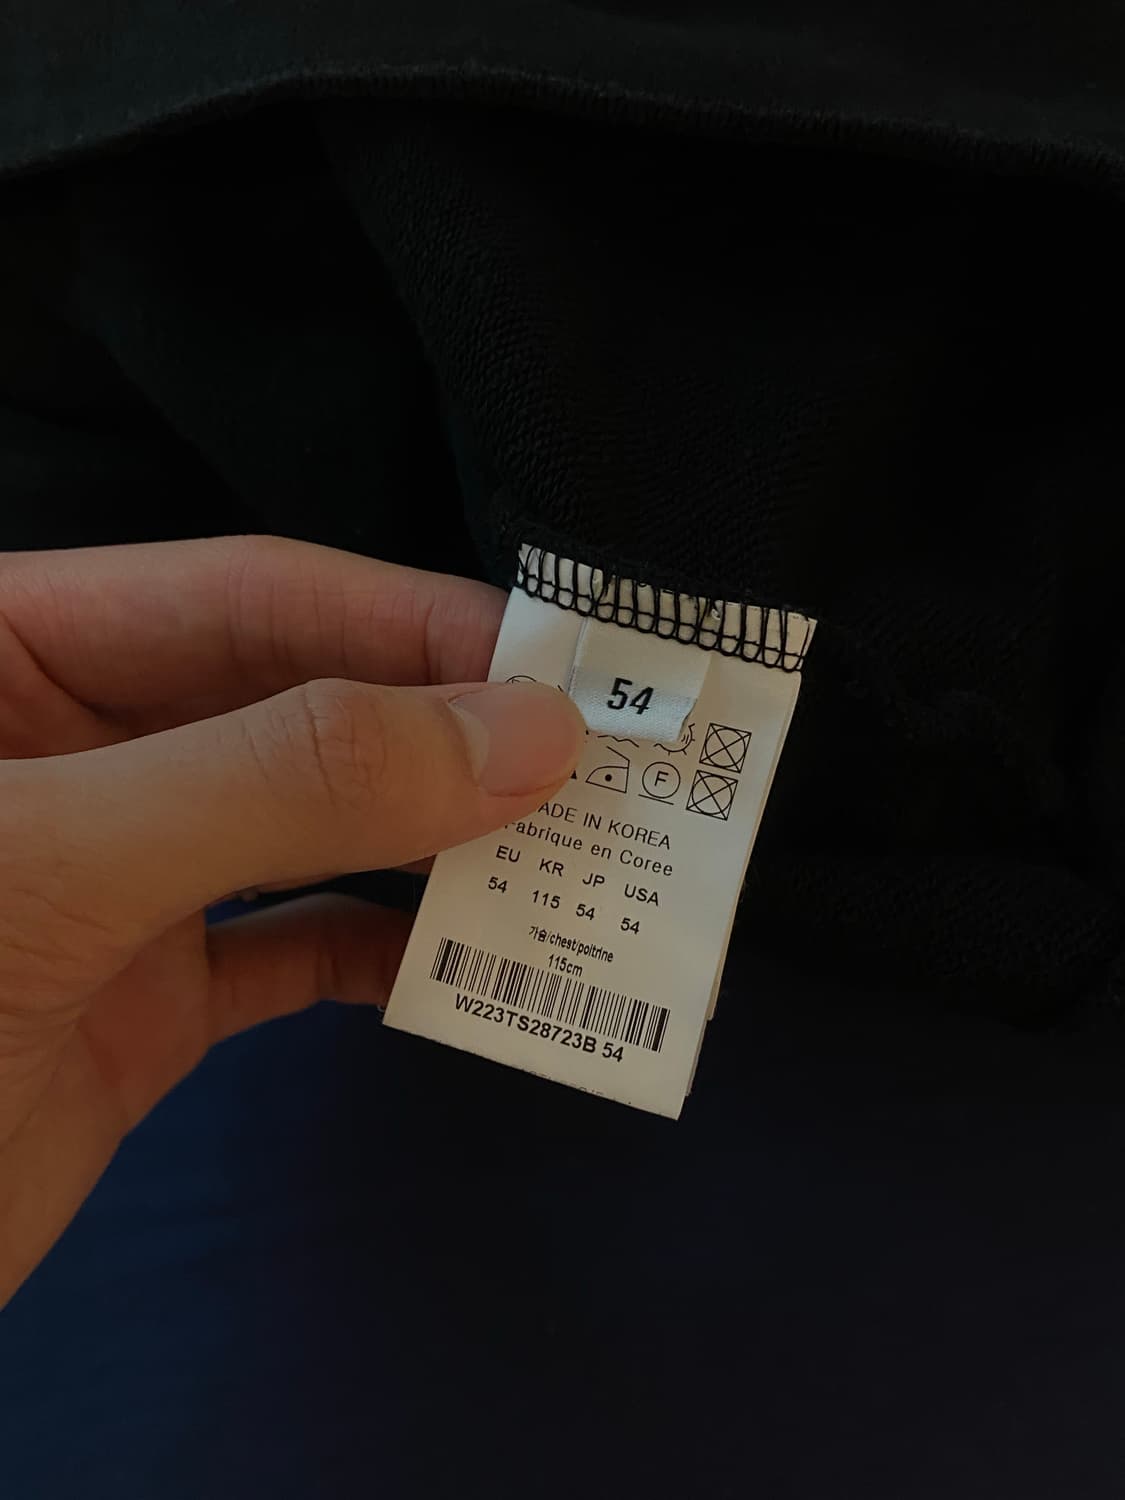 54
F
ADE IN KOREA
Fabrique en Coree
EU KR JP USA
54 115 54 54
가슴/chest/poitrine
115cm
W223TS28723B 54